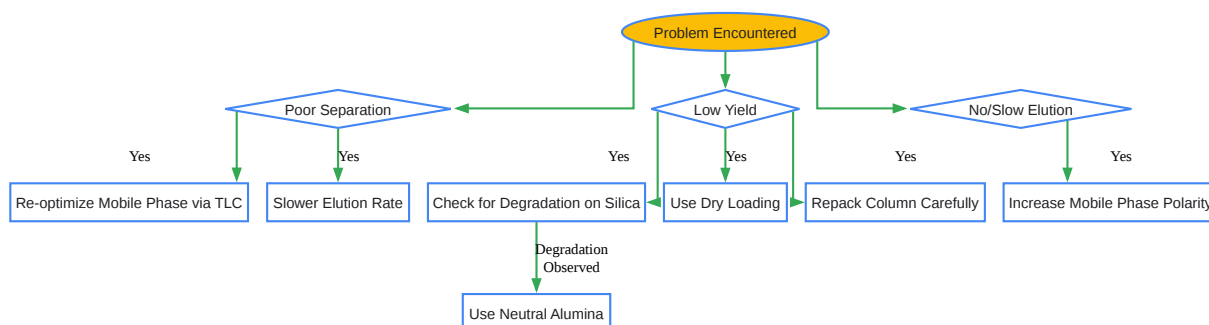 Problem Encountered
Poor Separation
Low Yield
No/Slow Elution
Yes
Yes
Yes
Yes
Yes
Yes
Re-optimize Mobile Phase via TLC
Slower Elution Rate
Check for Degradation on Silica
Use Dry Loading
Repack Column Carefully
Increase Mobile Phase Polarity
Degradation
Observed
Use Neutral Alumina